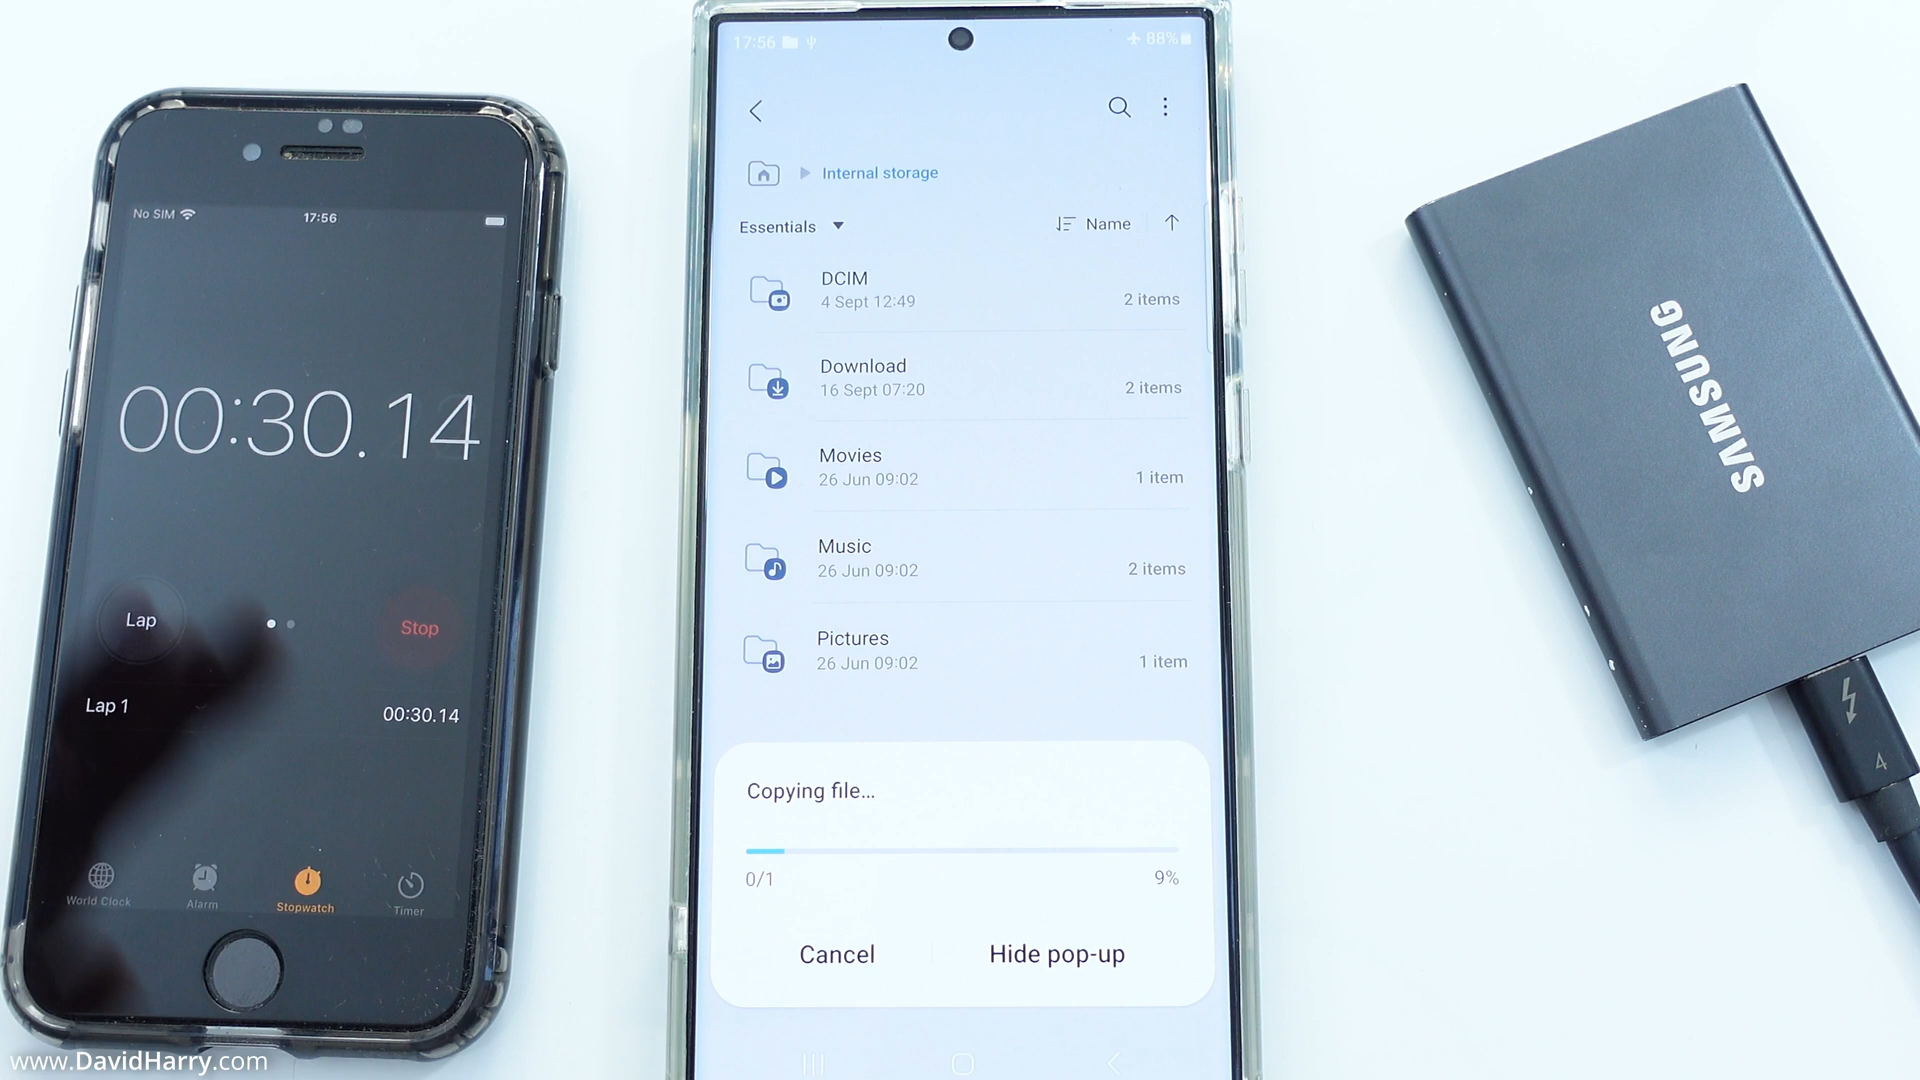 No SIM
17:56
00:30.14
Lap
Stop
Lap 1
00:30.14
World Clock
Alarm
Stopwatch
Timer
17:56
88%
Internal storage
Essentials
Name
DCIM
4 Sept 12:49
2 items
Download
16 Sept 07:20
2 items
Movies
26 Jun 09:02
1 item
Music
26 Jun 09:02
2 items
Pictures
26 Jun 09:02
1 item
Copying file...
0/1
9%
Cancel
Hide pop-up
SAMSUNG
4
www.DavidHarry.com